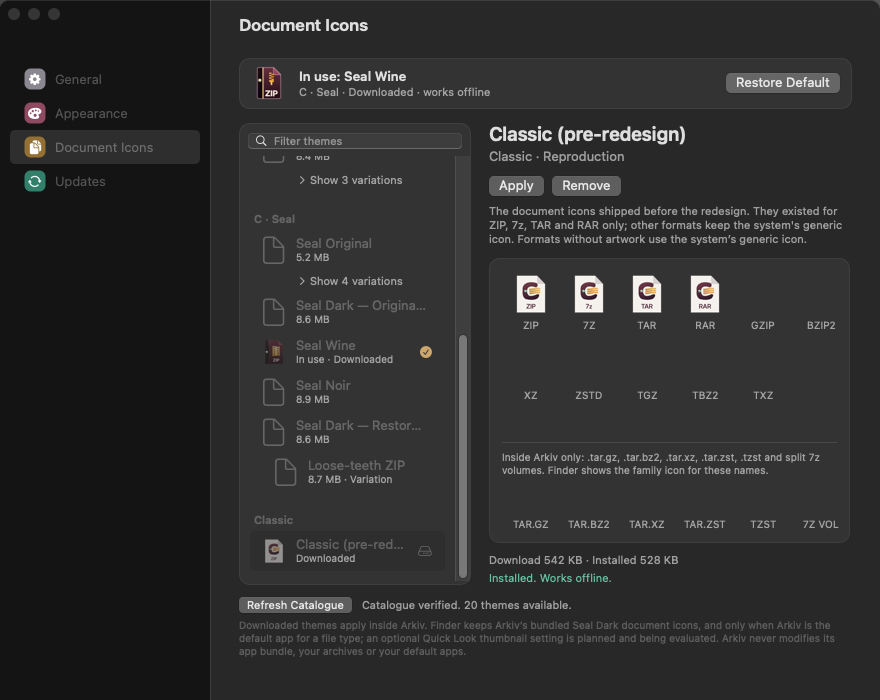 Document Icons
General
Appearance
Document Icons
Updates
ZIP
In use: Seal Wine
C · Seal · Downloaded · works offline
Restore Default
Filter themes
8.4 MB
Show 3 variations
C · Seal
Seal Original
5.2 MB
Show 4 variations
Seal Dark — Origina...
8.6 MB
ZIP
Seal Wine
In use · Downloaded
Seal Noir
8.9 MB
Seal Dark — Restor...
8.6 MB
Loose-teeth ZIP
8.7 MB · Variation
Classic
ZIP
Classic (pre-red...
Downloaded
Classic (pre-redesign)
Classic · Reproduction
Apply
Remove
The document icons shipped before the redesign. They existed for
ZIP, 7z, TAR and RAR only; other formats keep the system's generic
icon. Formats without artwork use the system's generic icon.
ZIP 7z TAR RAR
ZIP 7Z TAR RAR GZIP BZIP2
XZ ZSTD TGZ TBZ2 TXZ
Inside Arkiv only: .tar.gz, .tar.bz2, .tar.xz, .tar.zst, .tzst and split 7z
volumes. Finder shows the family icon for these names.
TAR.GZ TAR.BZ2 TAR.XZ TAR.ZST TZST 7Z VOL
Download 542 KB · Installed 528 KB
Installed. Works offline.
Refresh Catalogue
Catalogue verified. 20 themes available.
Downloaded themes apply inside Arkiv. Finder keeps Arkiv's bundled Seal Dark document icons, and only when Arkiv is the
default app for a file type; an optional Quick Look thumbnail setting is planned and being evaluated. Arkiv never modifies its
app bundle, your archives or your default apps.